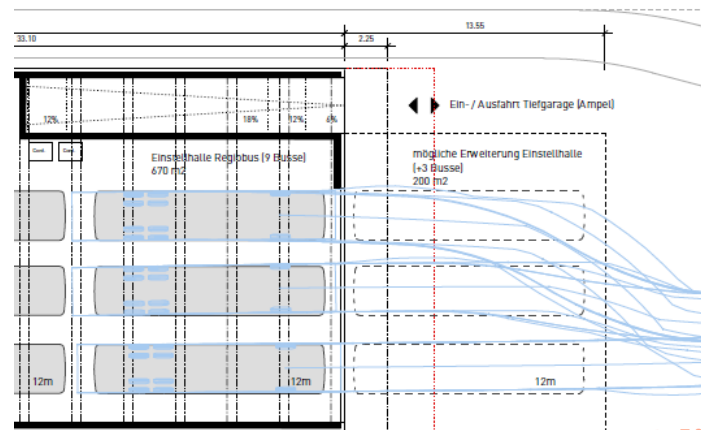 13.55
33.10
2.25
Ein- / Ausfahrt Tiefgarage (Ampel)
12%
18%
12%
6%
Cont.
Einstellhalle Regiobus (9 Busse)
670 m2
mögliche Erweiterung Einstellhalle
(+3 Busse)
200 m2
12m
12m
12m